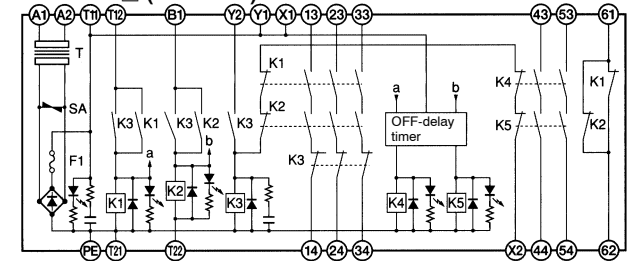 A1 A2 T11 T12 B1 Y2 Y1 X1 13 23 33 43 53 61
T
K1
a
b
K4
K1
SA
K3 K1 K3 K2 K3
K2
OFF-delay
timer
K5
K2
F1
a
b
K3
K1
K2
K3
K4
K5
PE T21 T22 14 24 34 X2 44 54 62